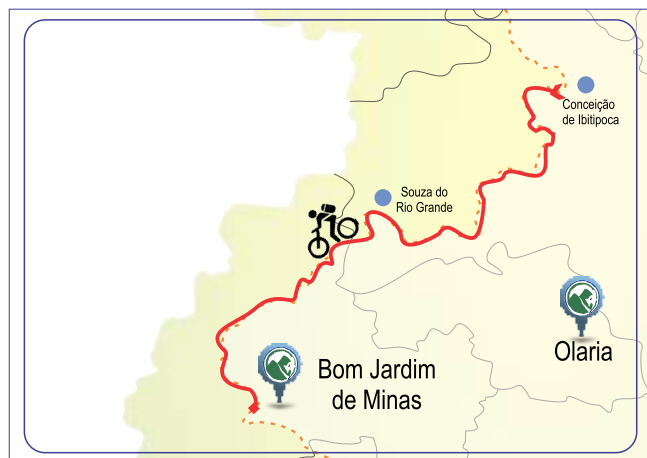 Conceição
de Ibitipoca
Souza do
Rio Grande
Olaria
Bom Jardim
de Minas